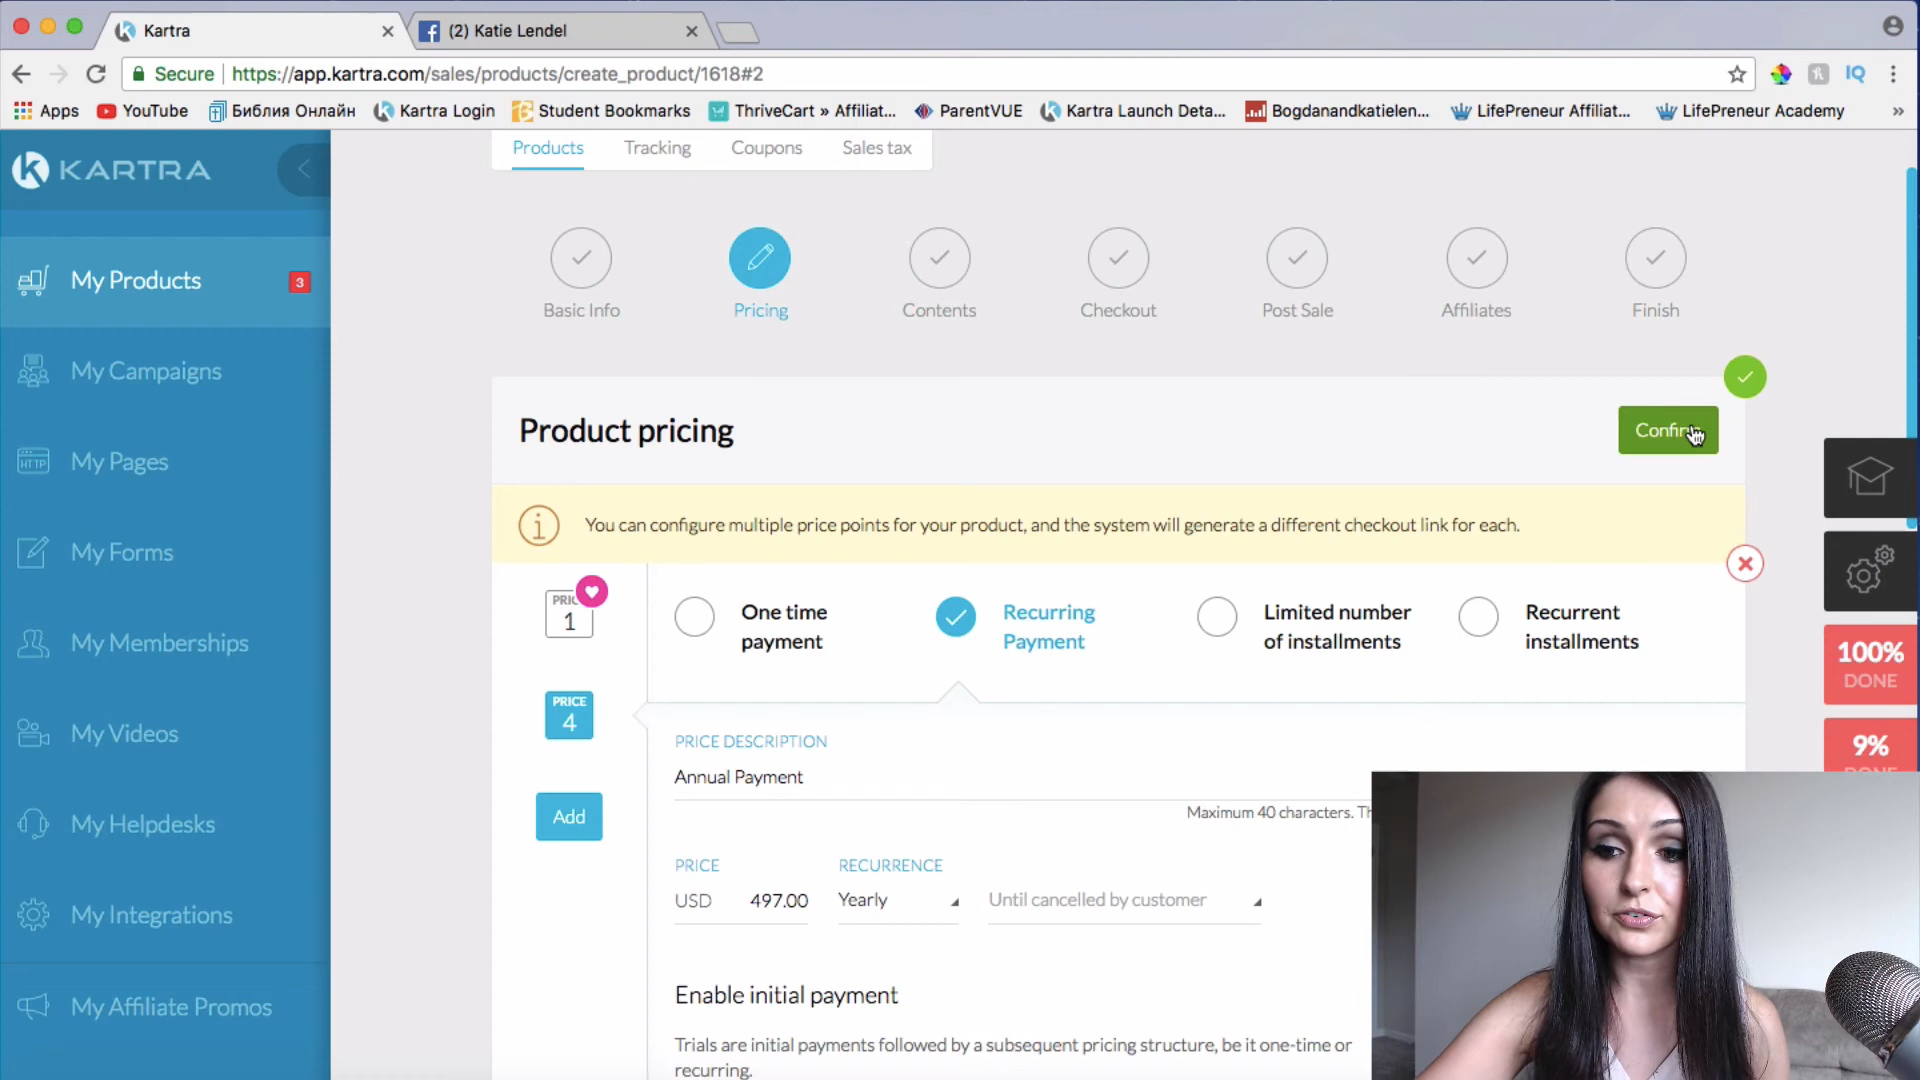 Kartra
(2) Katie Lendel
Secure
https://app.kartra.com/sales/products/create_product/1618#2
IQ
Apps
YouTube
Библия Онлайн
Kartra Login
Student Bookmarks
ThriveCart » Affiliat...
ParentVUE
Kartra Launch Deta...
Bogdanandkatielen...
LifePreneur Affiliat...
LifePreneur Academy
»
KARTRA
Products
Tracking
Coupons
Sales tax
My Products
3
My Campaigns
HTTP
My Pages
My Forms
My Memberships
My Videos
My Helpdesks
My Integrations
My Affiliate Promos
Basic Info
Pricing
Contents
Checkout
Post Sale
Affiliates
Finish
Product pricing
You can configure multiple price points for your product, and the system will generate a different checkout link for each.
1
PRICE
4
Add
One time
payment
Recurring
Payment
Limited number
of installments
Recurrent
installments
PRICE DESCRIPTION
Annual Payment
Maximum 40 characters.
PRICE
RECURRENCE
USD
497.00
Yearly
Until cancelled by customer
Enable initial payment
Trials are initial payments followed by a subsequent pricing structure, be it one-time or
recurring.
100%
DONE
9%